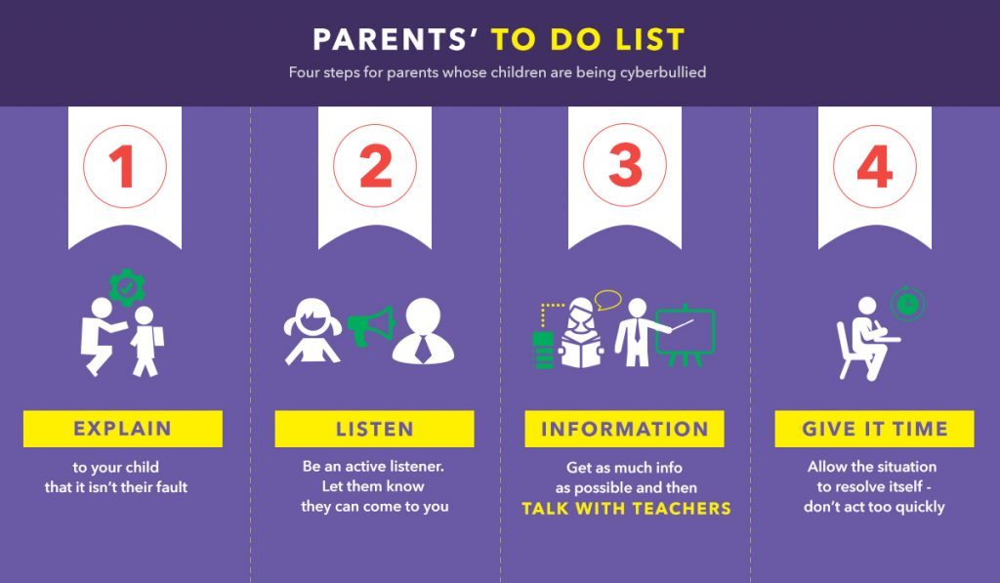 PARENTS’ TO DO LIST
Four steps for parents whose children are being cyberbullied
1
EXPLAIN
to your child
that it isn’t their fault
2
LISTEN
Be an active listener.
Let them know
they can come to you
3
INFORMATION
Get as much info
as possible and then
TALK WITH TEACHERS
4
GIVE IT TIME
Allow the situation
to resolve itself -
don’t act too quickly